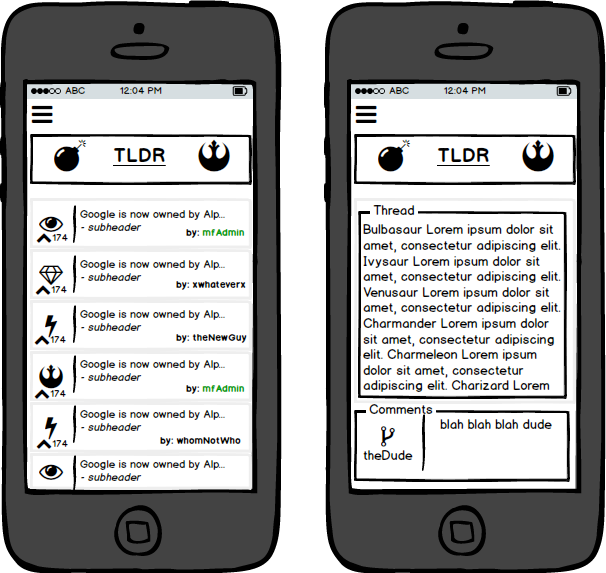 ABC 12:04 PM
TLDR
Google is now owned by Alp...
- subheader
174
by: mfAdmin
Google is now owned by Alp...
- subheader
174
by: xwhateverx
Google is now owned by Alp...
- subheader
174
by: theNewGuy
Google is now owned by Alp...
- subheader
174
by: mfAdmin
Google is now owned by Alp...
- subheader
174
by: whomNotWho
Google is now owned by Alp...
- subheader
ABC 12:04 PM
TLDR
Thread
Bulbasaur Lorem ipsum dolor sit
amet, consectetur adipiscing elit.
Ivysaur Lorem ipsum dolor sit
amet, consectetur adipiscing elit.
Venusaur Lorem ipsum dolor sit
amet, consectetur adipiscing elit.
Charmander Lorem ipsum dolor
sit amet, consectetur adipiscing
elit. Charmeleon Lorem ipsum
dolor sit amet, consectetur
adipiscing elit. Charizard Lorem
Comments
blah blah blah dude
theDude